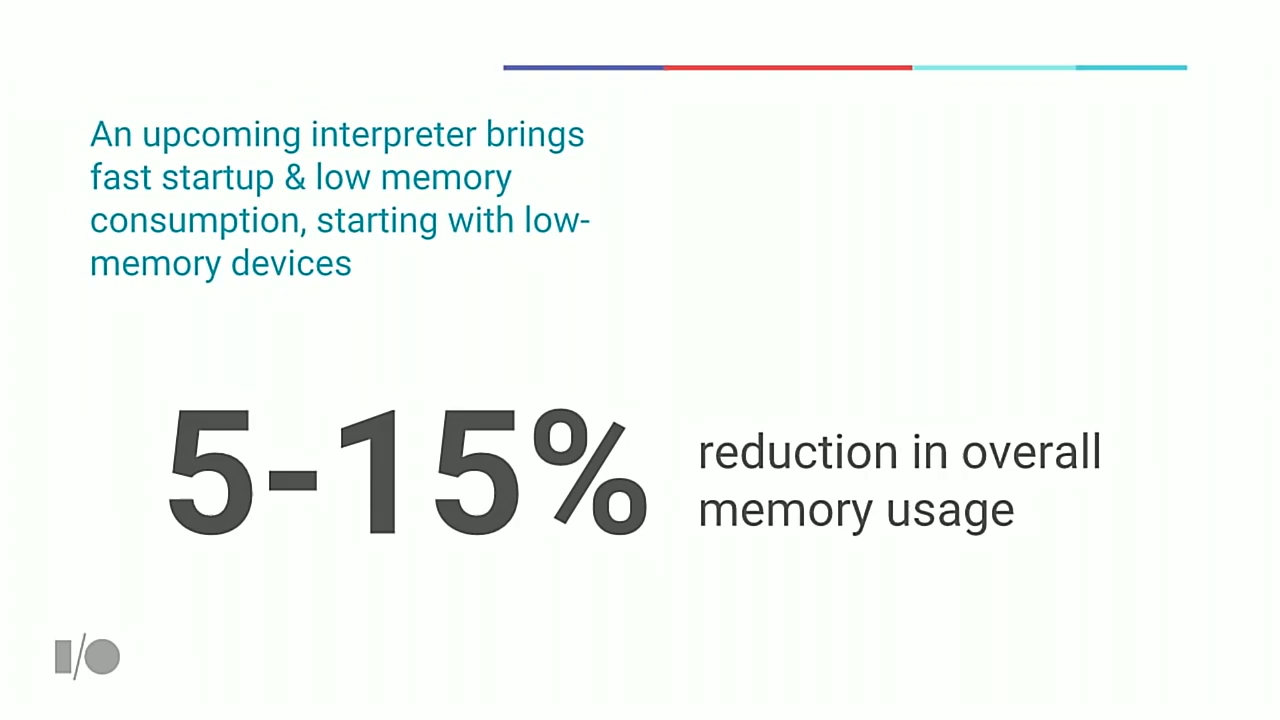 An upcoming interpreter brings
fast startup & low memory
consumption, starting with low-
memory devices
5-15%
reduction in overall
memory usage
I/O